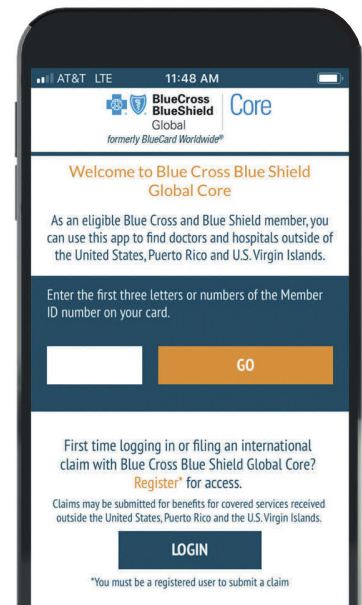 AT&T LTE 11:48 AM
BlueCross
BlueShield
Global
Core
formerly BlueCard Worldwide®
Welcome to Blue Cross Blue Shield
Global Core
As an eligible Blue Cross and Blue Shield member, you
can use this app to find doctors and hospitals outside of
the United States, Puerto Rico and U.S. Virgin Islands.
Enter the first three letters or numbers of the Member
ID number on your card.
GO
First time logging in or filing an international
claim with Blue Cross Blue Shield Global Core?
Register* for access.
Claims may be submitted for benefits for covered services received
outside the United States, Puerto Rico and the U.S. Virgin Islands.
LOGIN
*You must be a registered user to submit a claim